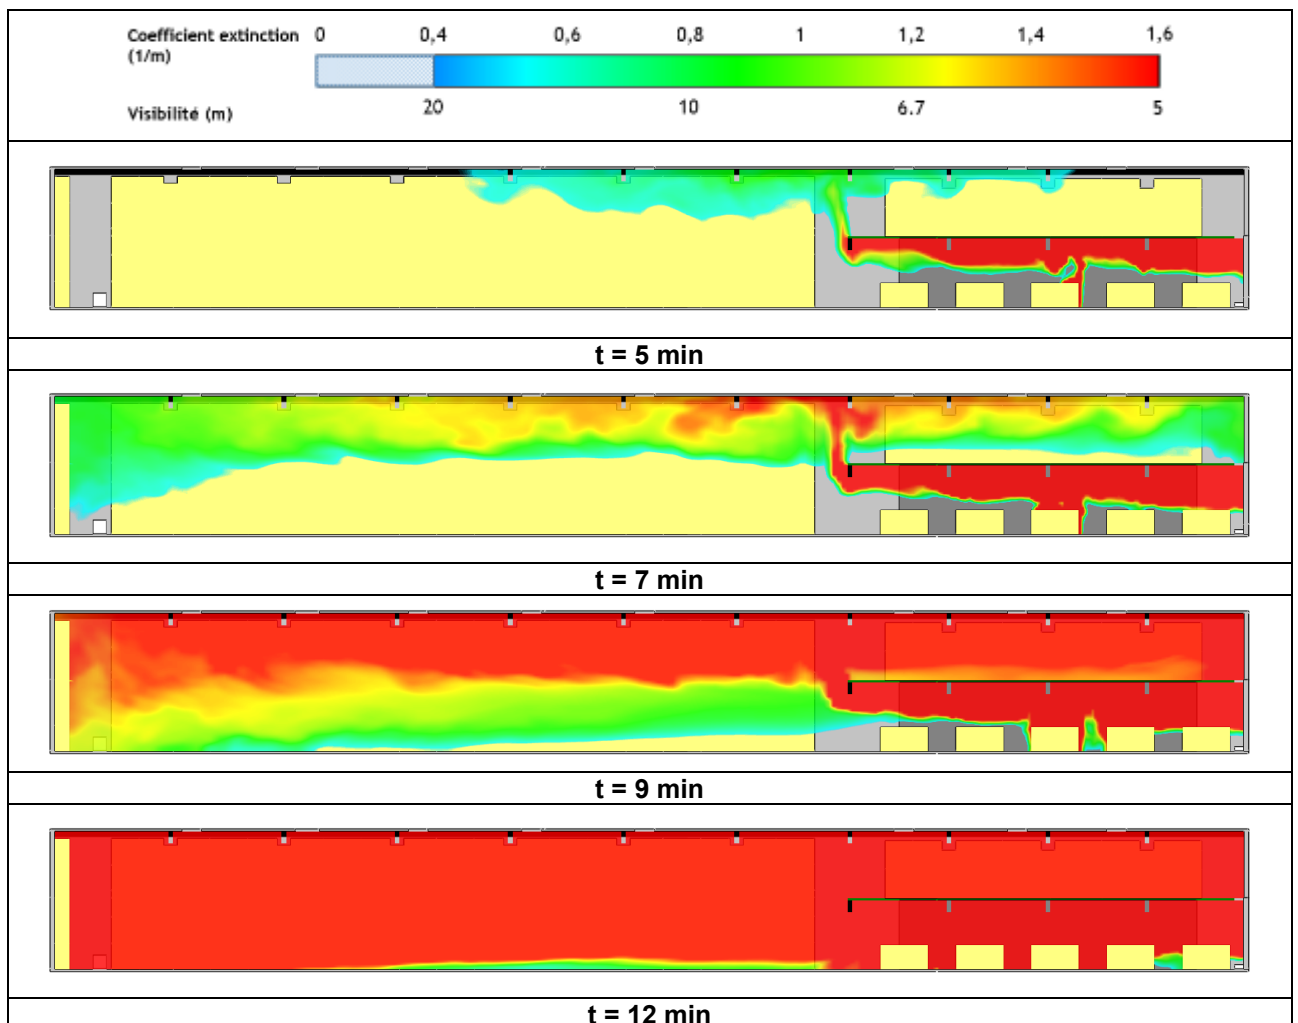 Coefficient extinction 0 0,4 0,6 0,8 1 1,2 1,4 1,6
(1/m)
Visibilité (m) 20 10 6.7 5
t = 5 min
t = 7 min
t = 9 min
t = 12 min